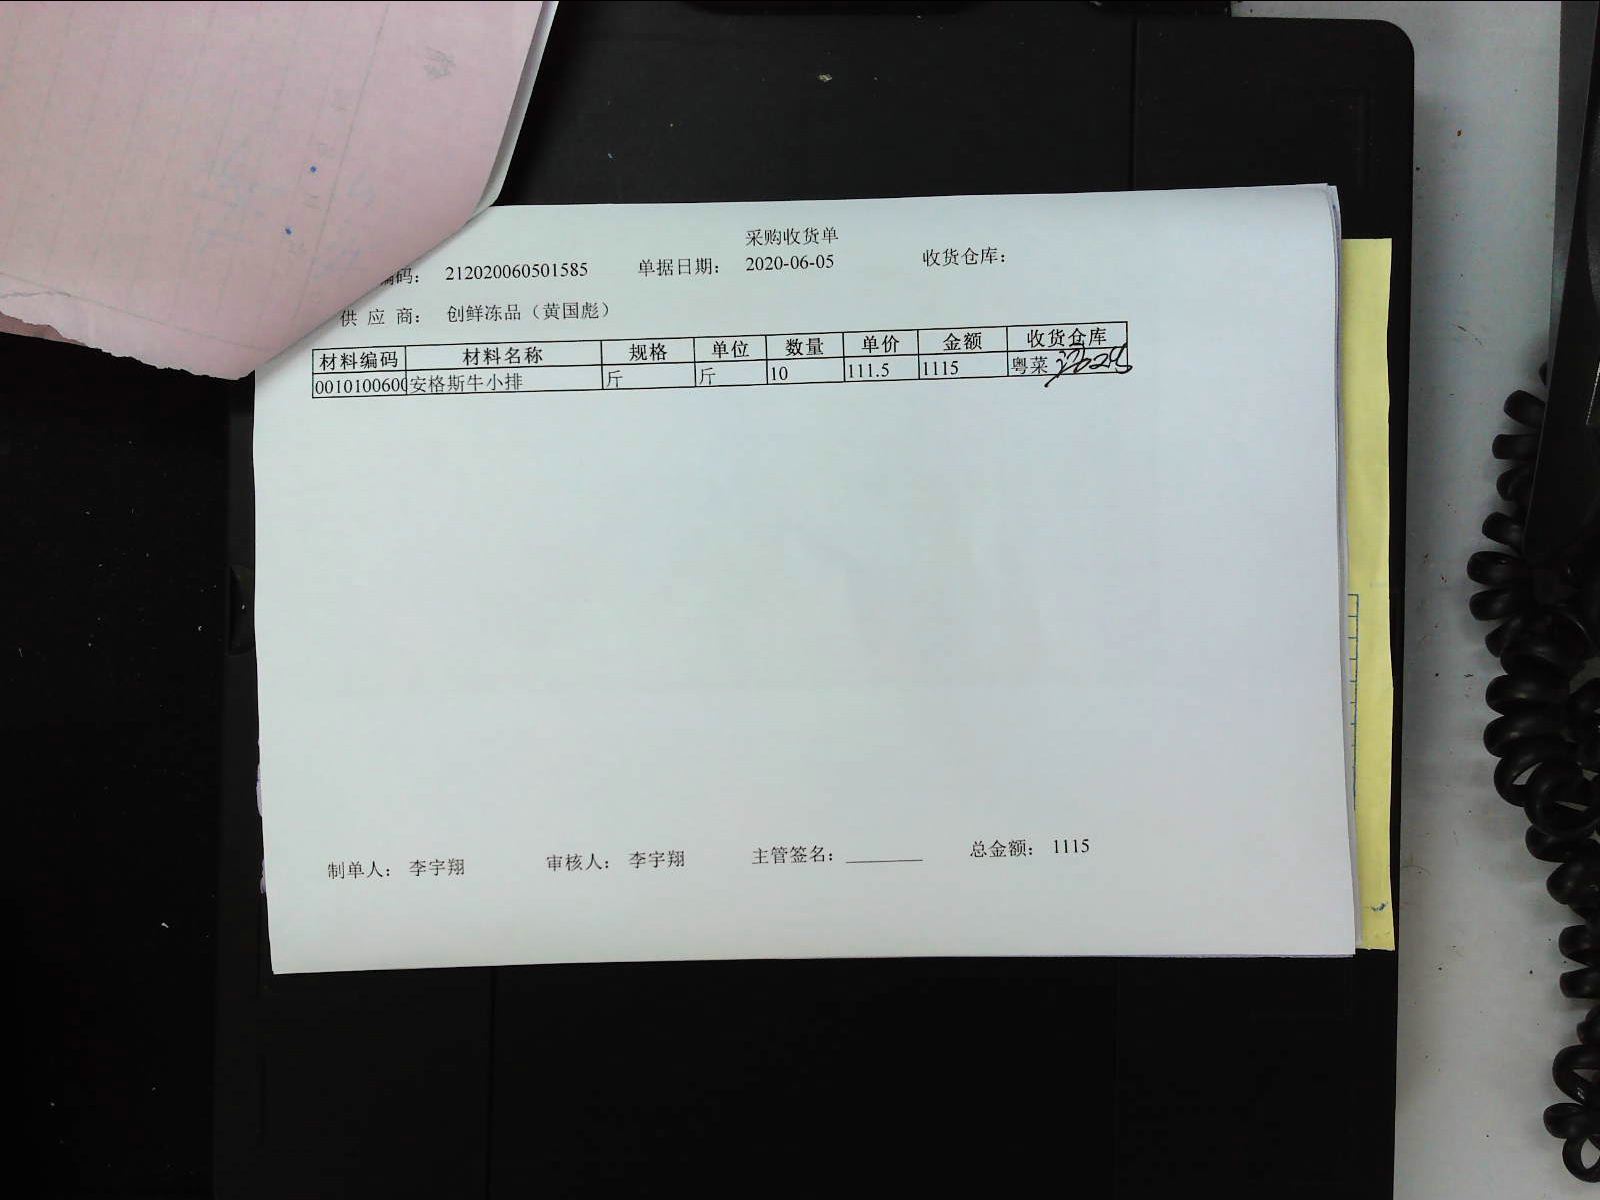 采购收货单
编码： 212020060501585 单据日期： 2020-06-05 收货仓库：
供 应 商： 创鲜冻品（黄国彪）
材料编码 材料名称 规格 单位 数量 单价 金额 收货仓库
0010100600 安格斯牛小排 斤 斤 10 111.5 1115 粤菜
制单人： 李宇翔 审核人： 李宇翔 主管签名：________ 总金额： 1115